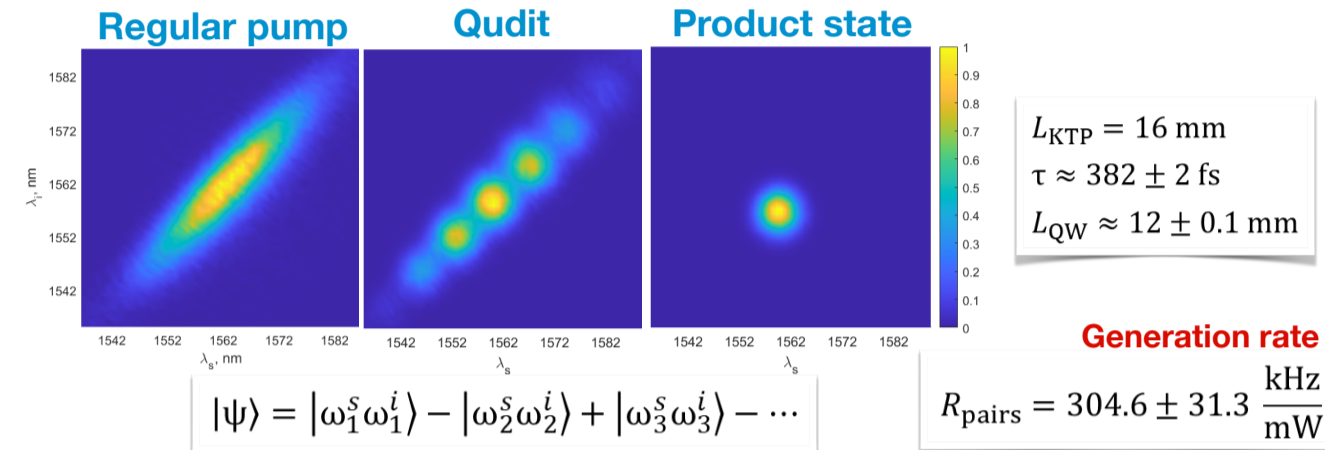 Regular pump
Qudit
Product state
1582
1572
1562
1552
1542
λi, nm
1542 1552 1562 1572 1582
λs, nm
1542 1552 1562 1572 1582
λs
1542 1552 1562 1572 1582
λs
1
0.9
0.8
0.7
0.6
0.5
0.4
0.3
0.2
0.1
0
L_KTP = 16 mm
τ ≈ 382 ± 2 fs
L_QW ≈ 12 ± 0.1 mm
Generation rate
R_pairs = 304.6 ± 31.3 kHz/mW
|ψ⟩ = |ω₁ˢω₁ⁱ⟩ − |ω₂ˢω₂ⁱ⟩ + |ω₃ˢω₃ⁱ⟩ − ⋯